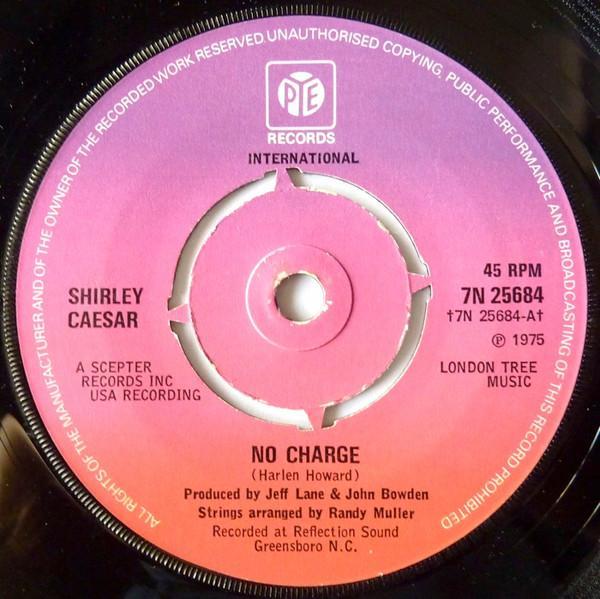 ALL RIGHTS OF THE MANUFACTURER AND OF THE OWNER OF THE RECORDED WORK RESERVED. UNAUTHORISED COPYING, PUBLIC PERFORMANCE AND BROADCASTING OF THIS RECORD PROHIBITED
PYE
RECORDS
INTERNATIONAL
SHIRLEY
CAESAR
A SCEPTER
RECORDS INC
USA RECORDING
45 RPM
7N 25684
†7N 25684-A†
℗ 1975
LONDON TREE
MUSIC
NO CHARGE
(Harlen Howard)
Produced by Jeff Lane & John Bowden
Strings arranged by Randy Muller
Recorded at Reflection Sound
Greensboro N.C.